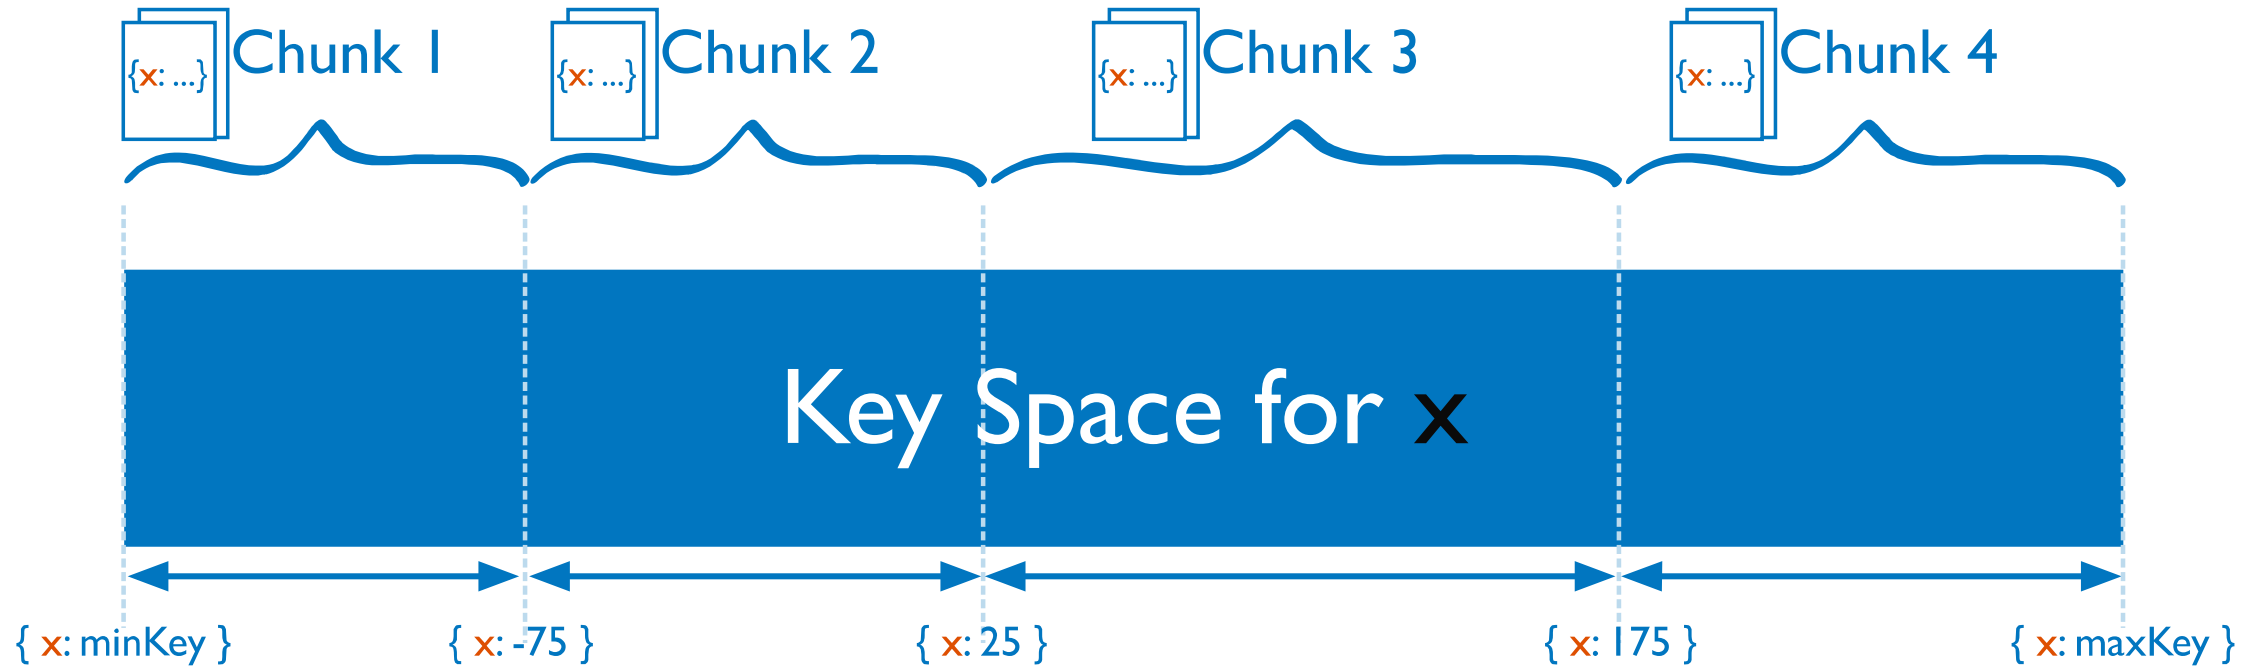 Chunk 1
Chunk 2
Chunk 3
Chunk 4
{x: ...}
{x: ...}
{x: ...}
{x: ...}
Key Space for x
{ x: minKey }
{ x: -75 }
{ x: 25 }
{ x: 175 }
{ x: maxKey }